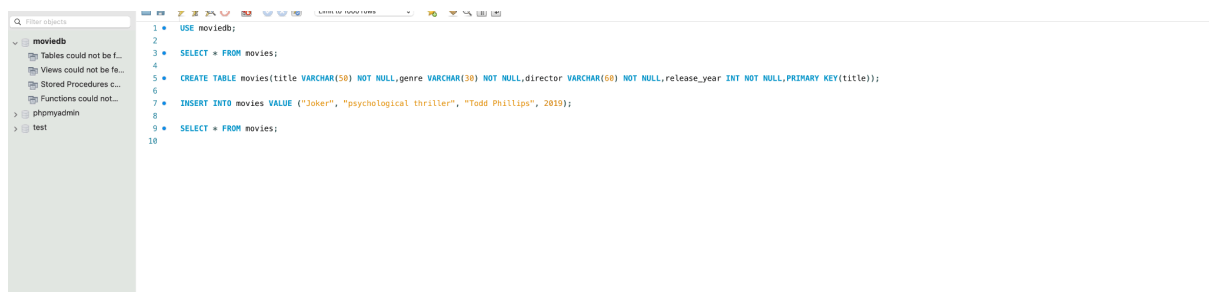 Limit to 1000 rows
Filter objects
moviedb
Tables could not be f...
Views could not be fe...
Stored Procedures c...
Functions could not...
phpmyadmin
test
1 USE moviedb;
2
3 SELECT * FROM movies;
4
5 CREATE TABLE movies(title VARCHAR(50) NOT NULL,genre VARCHAR(30) NOT NULL,director VARCHAR(60) NOT NULL,release_year INT NOT NULL,PRIMARY KEY(title));
6
7 INSERT INTO movies VALUE ("Joker", "psychological thriller", "Todd Phillips", 2019);
8
9 SELECT * FROM movies;
10